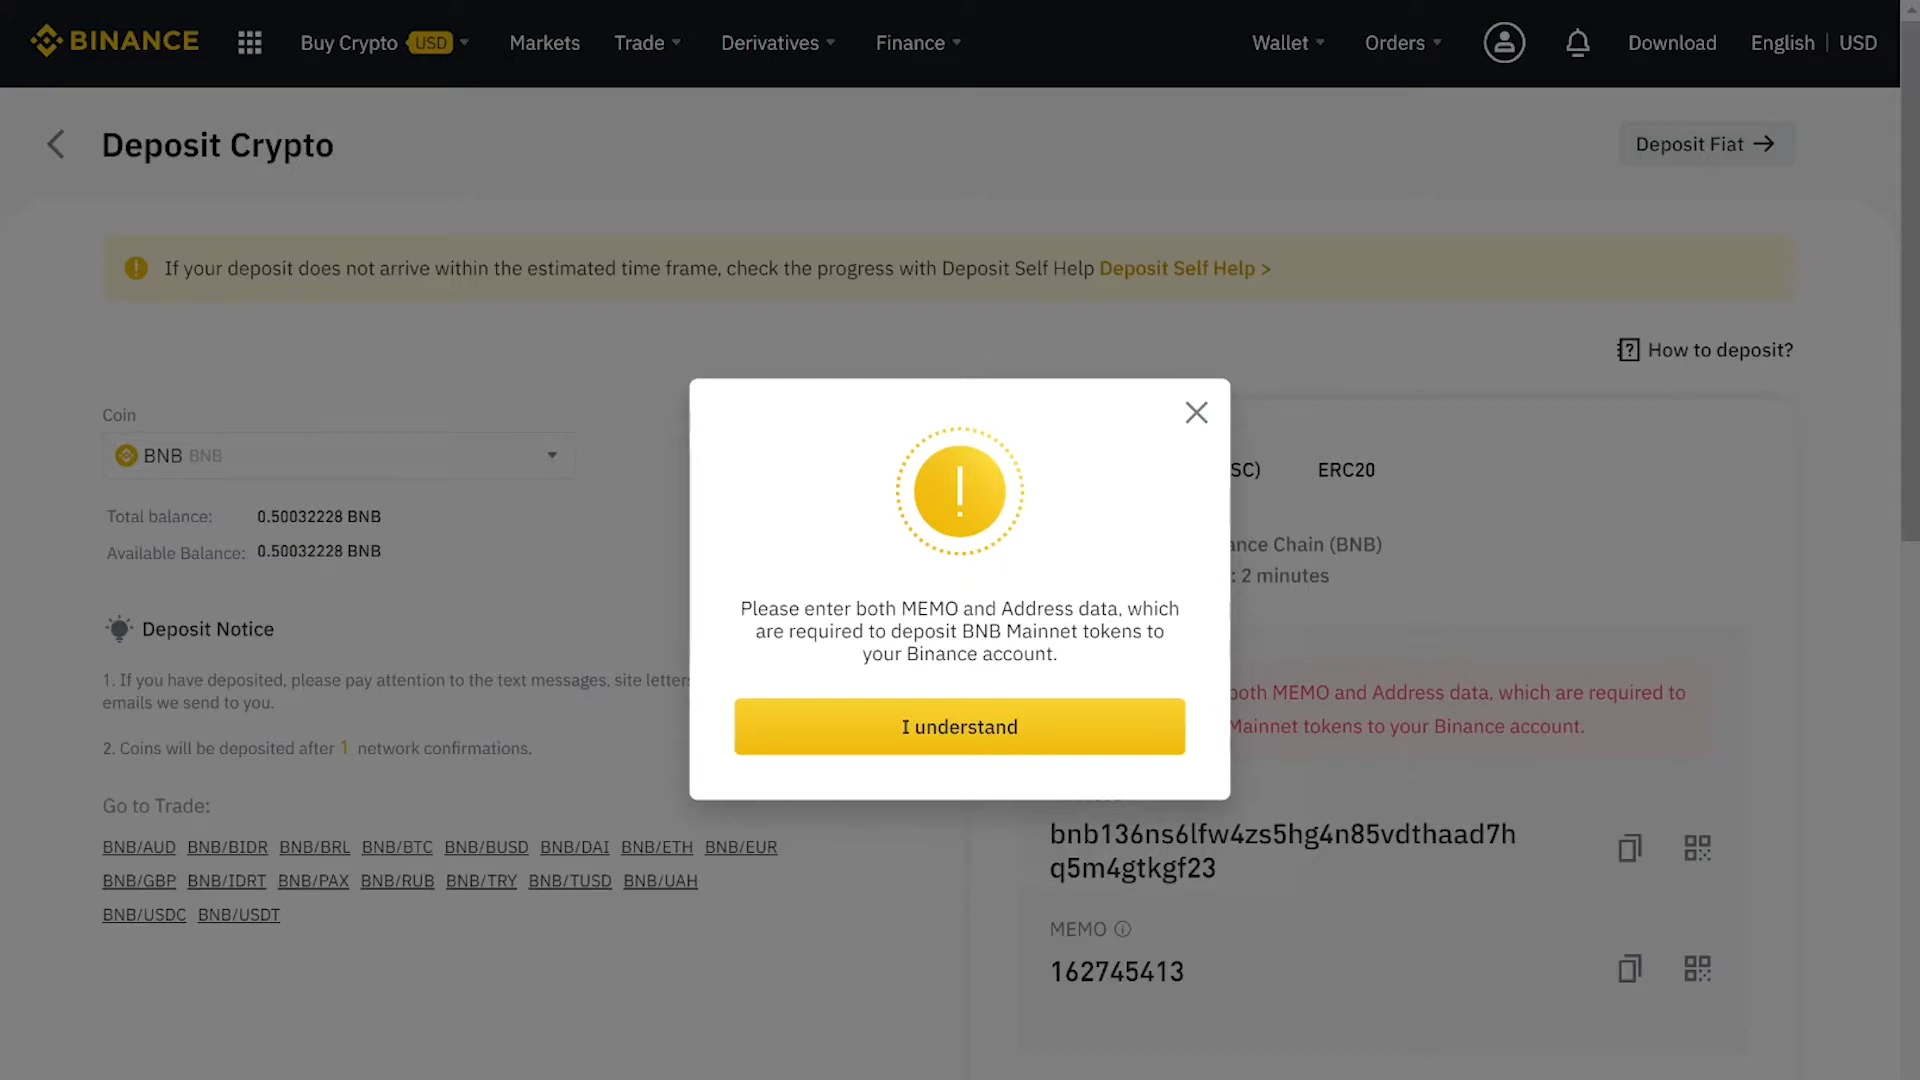 BINANCE Buy Crypto USD Markets Trade Derivatives Finance Wallet Orders Download English | USD
Deposit Crypto
Deposit Fiat →
If your deposit does not arrive within the estimated time frame, check the progress with Deposit Self Help Deposit Self Help >
How to deposit?
Coin
BNB BNB
Total balance: 0.50032228 BNB
Available Balance: 0.50032228 BNB
Deposit Notice
1. If you have deposited, please pay attention to the text messages, site letters
emails we send to you.
2. Coins will be deposited after 1 network confirmations.
Go to Trade:
BNB/AUD BNB/BIDR BNB/BRL BNB/BTC BNB/BUSD BNB/DAI BNB/ETH BNB/EUR
BNB/GBP BNB/IDRT BNB/PAX BNB/RUB BNB/TRY BNB/TUSD BNB/UAH
BNB/USDC BNB/USDT
Please enter both MEMO and Address data, which
are required to deposit BNB Mainnet tokens to
your Binance account.
I understand
SC) ERC20
ance Chain (BNB)
: 2 minutes
both MEMO and Address data, which are required to
Mainnet tokens to your Binance account.
bnb136ns6lfw4zs5hg4n85vdthaad7h
q5m4gtkgf23
MEMO
162745413